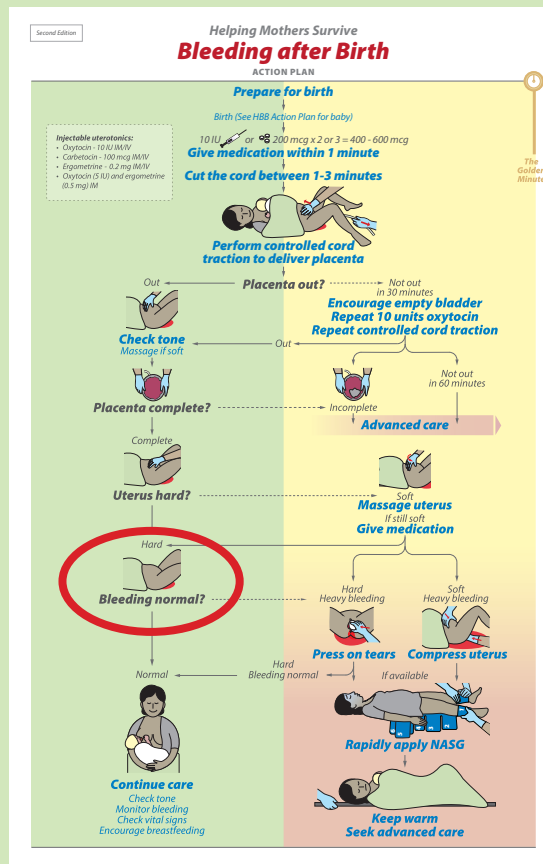 Second Edition
Helping Mothers Survive
Bleeding after Birth
ACTION PLAN
Prepare for birth
Birth (See HBB Action Plan for baby)
Injectable uterotonics:
• Oxytocin - 10 IU IM/IV
• Carbetocin - 100 mcg IM/IV
• Ergometrine – 0.2 mg IM/IV
• Oxytocin (5 IU) and ergometrine
(0.5 mg) IM
10 IU or 200 mcg x 2 or 3 = 400 - 600 mcg
Give medication within 1 minute
The
Golden
Minute
Cut the cord between 1-3 minutes
Perform controlled cord
traction to deliver placenta
Out
Placenta out?
Not out
in 30 minutes
Encourage empty bladder
Repeat 10 units oxytocin
Repeat controlled cord traction
Check tone
Massage if soft
Out
Not out
in 60 minutes
Placenta complete?
Incomplete
Advanced care
Complete
Uterus hard?
Soft
Massage uterus
If still soft
Give medication
Hard
Bleeding normal?
Hard
Heavy bleeding
Soft
Heavy bleeding
Press on tears
Compress uterus
Normal
Hard
Bleeding normal
If available
Rapidly apply NASG
Continue care
Check tone
Monitor bleeding
Check vital signs
Encourage breastfeeding
Keep warm
Seek advanced care